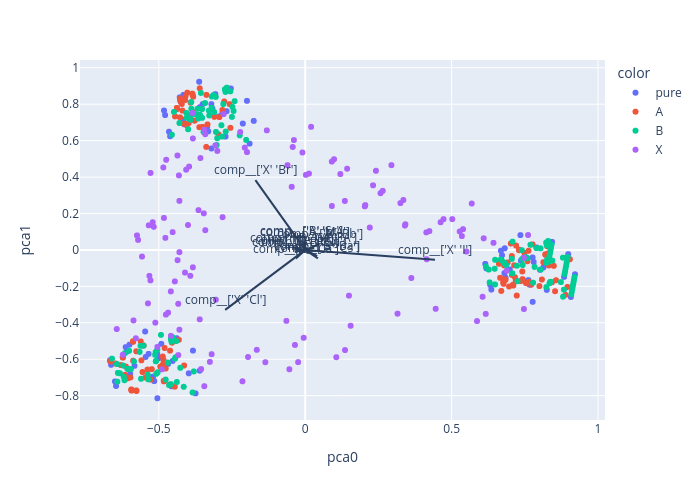 color
pure
A
B
X
1
0.8
0.6
0.4
0.2
0
−0.2
−0.4
−0.6
−0.8
pca1
comp__['X' 'Br']
comp__['X' 'I']
comp__['X' 'Cl']
−0.5
0
0.5
1
pca0